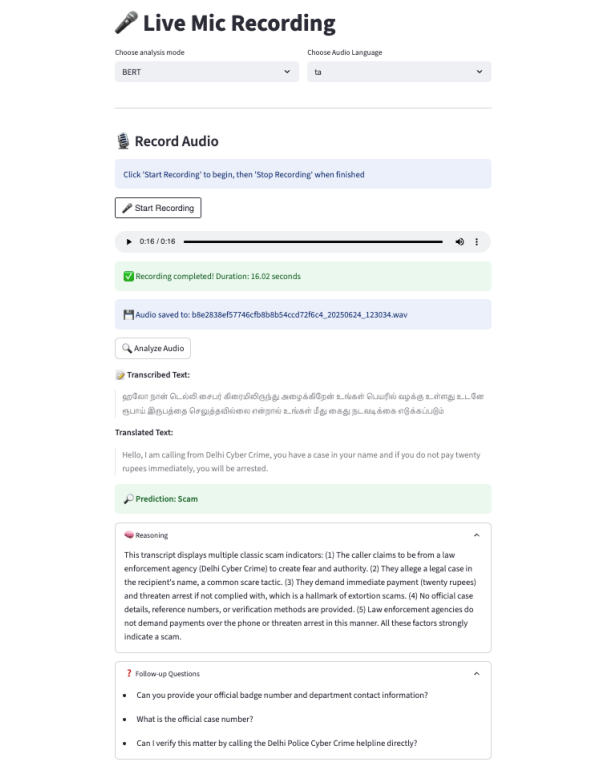 Live Mic Recording
Choose analysis mode
Choose Audio Language
BERT
ta
Record Audio
Click 'Start Recording' to begin, then 'Stop Recording' when finished
Start Recording
0:16 / 0:16
Recording completed! Duration: 16.02 seconds
Audio saved to: b8e2838ef57746cfb8b8b54ccd72f6c4_20250624_123034.wav
Analyze Audio
Transcribed Text:
ஹலோ நான் டெல்லி சைபர் கிரைமிலிருந்து அழைக்கிறேன் உங்கள் பெயரில் வழக்கு உள்ளது உடனே
ரூபாய் இருபத்தை செலுத்தவில்லை என்றால் உங்கள் மீது கைது நடவடிக்கை எடுக்கப்படும்
Translated Text:
Hello, I am calling from Delhi Cyber Crime, you have a case in your name and if you do not pay twenty
rupees immediately, you will be arrested.
Prediction: Scam
Reasoning
This transcript displays multiple classic scam indicators: (1) The caller claims to be from a law
enforcement agency (Delhi Cyber Crime) to create fear and authority. (2) They allege a legal case in
the recipient's name, a common scare tactic. (3) They demand immediate payment (twenty rupees)
and threaten arrest if not complied with, which is a hallmark of extortion scams. (4) No official case
details, reference numbers, or verification methods are provided. (5) Law enforcement agencies do
not demand payments over the phone or threaten arrest in this manner. All these factors strongly
indicate a scam.
Follow-up Questions
• Can you provide your official badge number and department contact information?
• What is the official case number?
• Can I verify this matter by calling the Delhi Police Cyber Crime helpline directly?